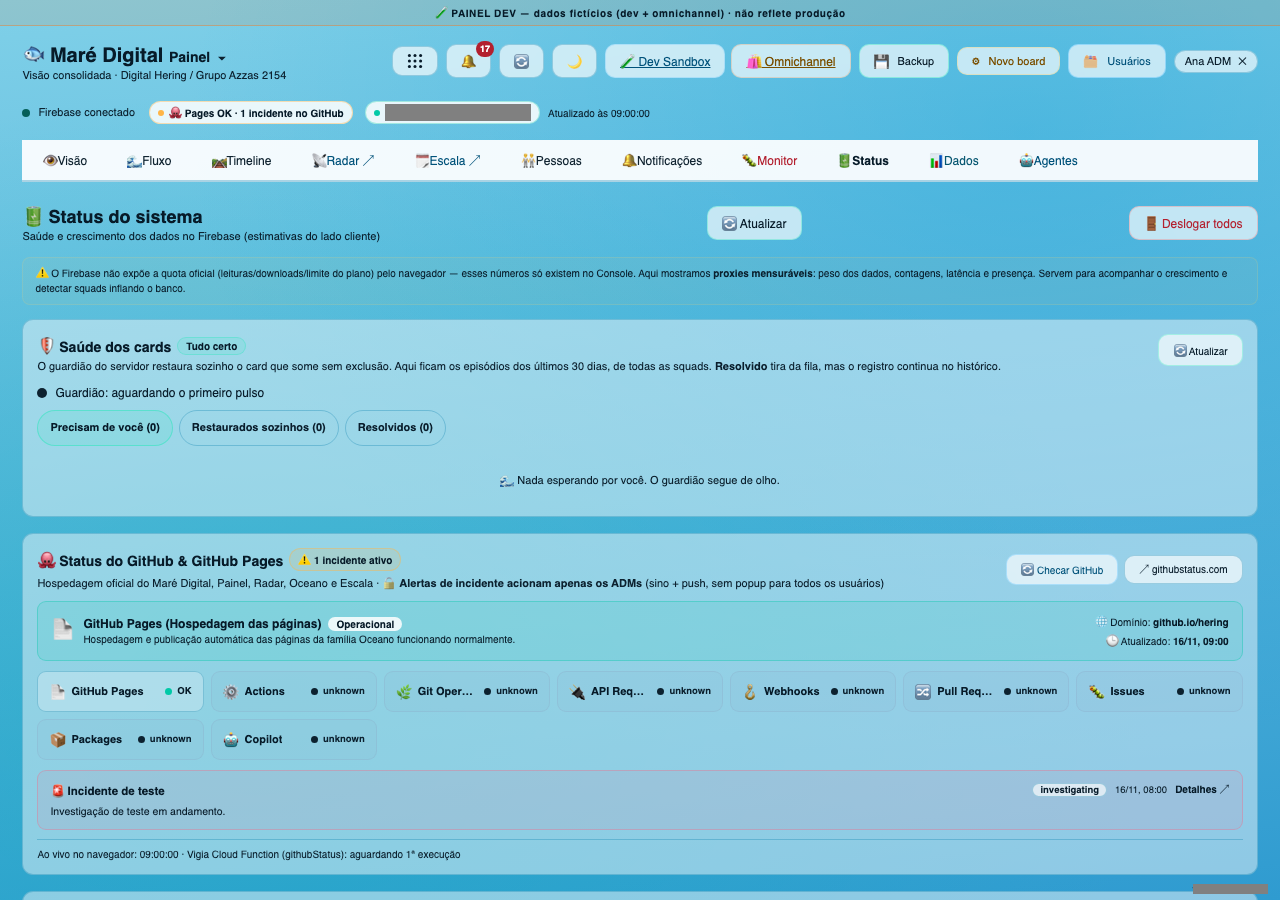 PAINEL DEV — dados fictícios (dev + omnichannel) · não reflete produção
Maré Digital Painel
Visão consolidada · Digital Hering / Grupo Azzas 2154
17
Dev Sandbox
Omnichannel
Backup
Novo board
Usuários
Ana ADM ✕
Firebase conectado
Pages OK · 1 incidente no GitHub
Atualizado às 09:00:00
Visão
Fluxo
Timeline
Radar ↗
Escala ↗
Pessoas
Notificações
Monitor
Status
Dados
Agentes
Status do sistema
Saúde e crescimento dos dados no Firebase (estimativas do lado cliente)
Atualizar
Deslogar todos
⚠️ O Firebase não expõe a quota oficial (leituras/downloads/limite do plano) pelo navegador — esses números só existem no Console. Aqui mostramos proxies mensuráveis: peso dos dados, contagens, latência e presença. Servem para acompanhar o crescimento e
detectar squads inflando o banco.
Saúde dos cards
Tudo certo
O guardião do servidor restaura sozinho o card que some sem exclusão. Aqui ficam os episódios dos últimos 30 dias, de todas as squads. Resolvido tira da fila, mas o registro continua no histórico.
Atualizar
Guardião: aguardando o primeiro pulso
Precisam de você (0)
Restaurados sozinhos (0)
Resolvidos (0)
Nada esperando por você. O guardião segue de olho.
Status do GitHub & GitHub Pages
⚠️ 1 incidente ativo
Hospedagem oficial do Maré Digital, Painel, Radar, Oceano e Escala · Alertas de incidente acionam apenas os ADMs (sino + push, sem popup para todos os usuários)
Checar GitHub
↗ githubstatus.com
GitHub Pages (Hospedagem das páginas)
Operacional
Hospedagem e publicação automática das páginas da família Oceano funcionando normalmente.
Domínio: github.io/hering
Atualizado: 16/11, 09:00
GitHub Pages
OK
Actions
unknown
Git Oper...
unknown
API Req...
unknown
Webhooks
unknown
Pull Req...
unknown
Issues
unknown
Packages
unknown
Copilot
unknown
Incidente de teste
investigating
16/11, 08:00
Detalhes ↗
Investigação de teste em andamento.
Ao vivo no navegador: 09:00:00 · Vigia Cloud Function (githubStatus): aguardando 1ª execução